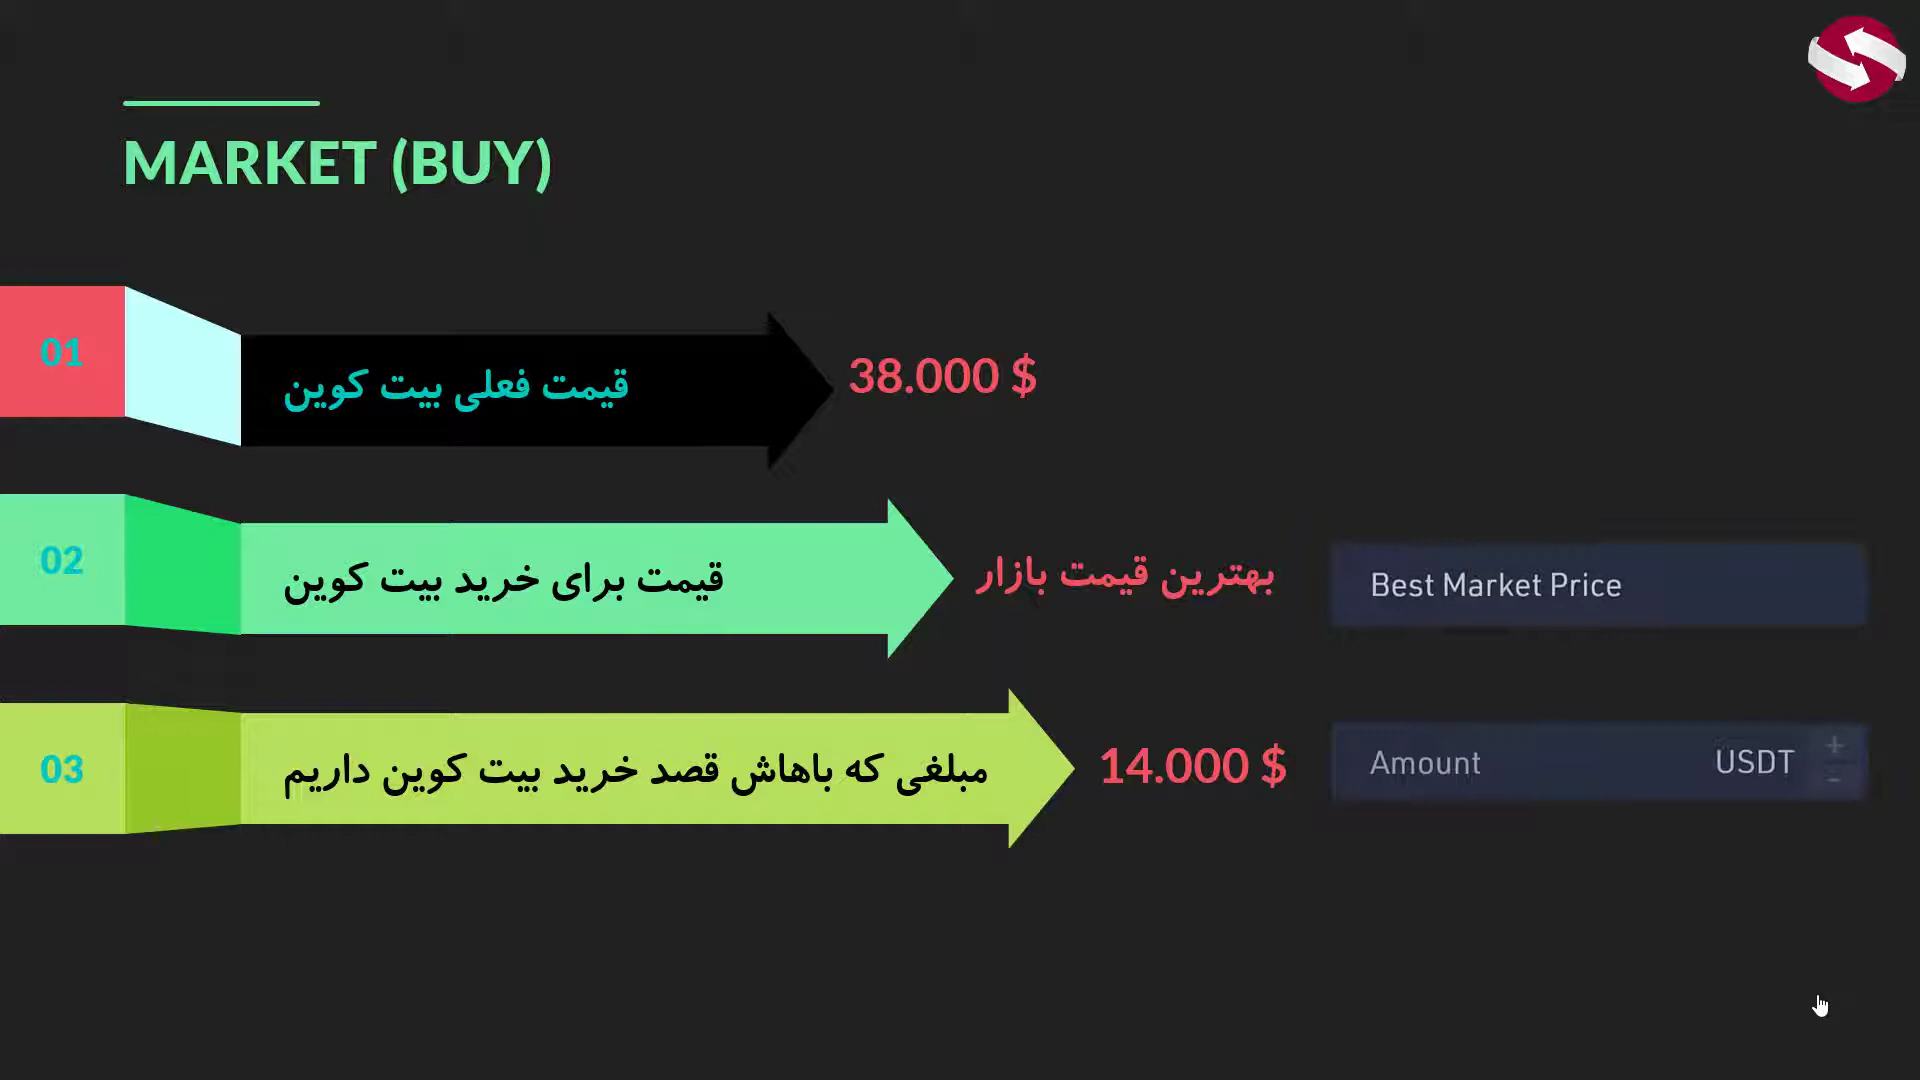 MARKET (BUY)
01
قیمت فعلی بیت کوین
38.000 $
02
قیمت برای خرید بیت کوین
بهترین قیمت بازار
Best Market Price
03
مبلغی که باهاش قصد خرید بیت کوین داریم
14.000 $
Amount USDT + -